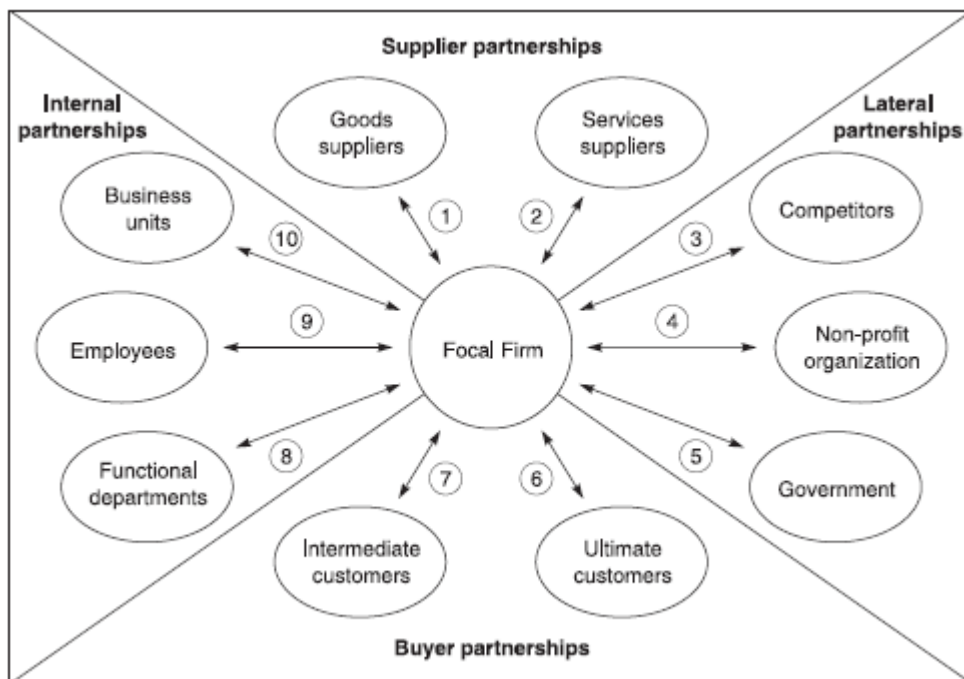 Supplier partnerships
Internal
partnerships
Lateral
partnerships
Goods
suppliers
Services
suppliers
Business
units
Competitors
1
2
10
3
9
4
Employees
Focal Firm
Non-profit
organization
8
7
6
5
Functional
departments
Government
Intermediate
customers
Ultimate
customers
Buyer partnerships